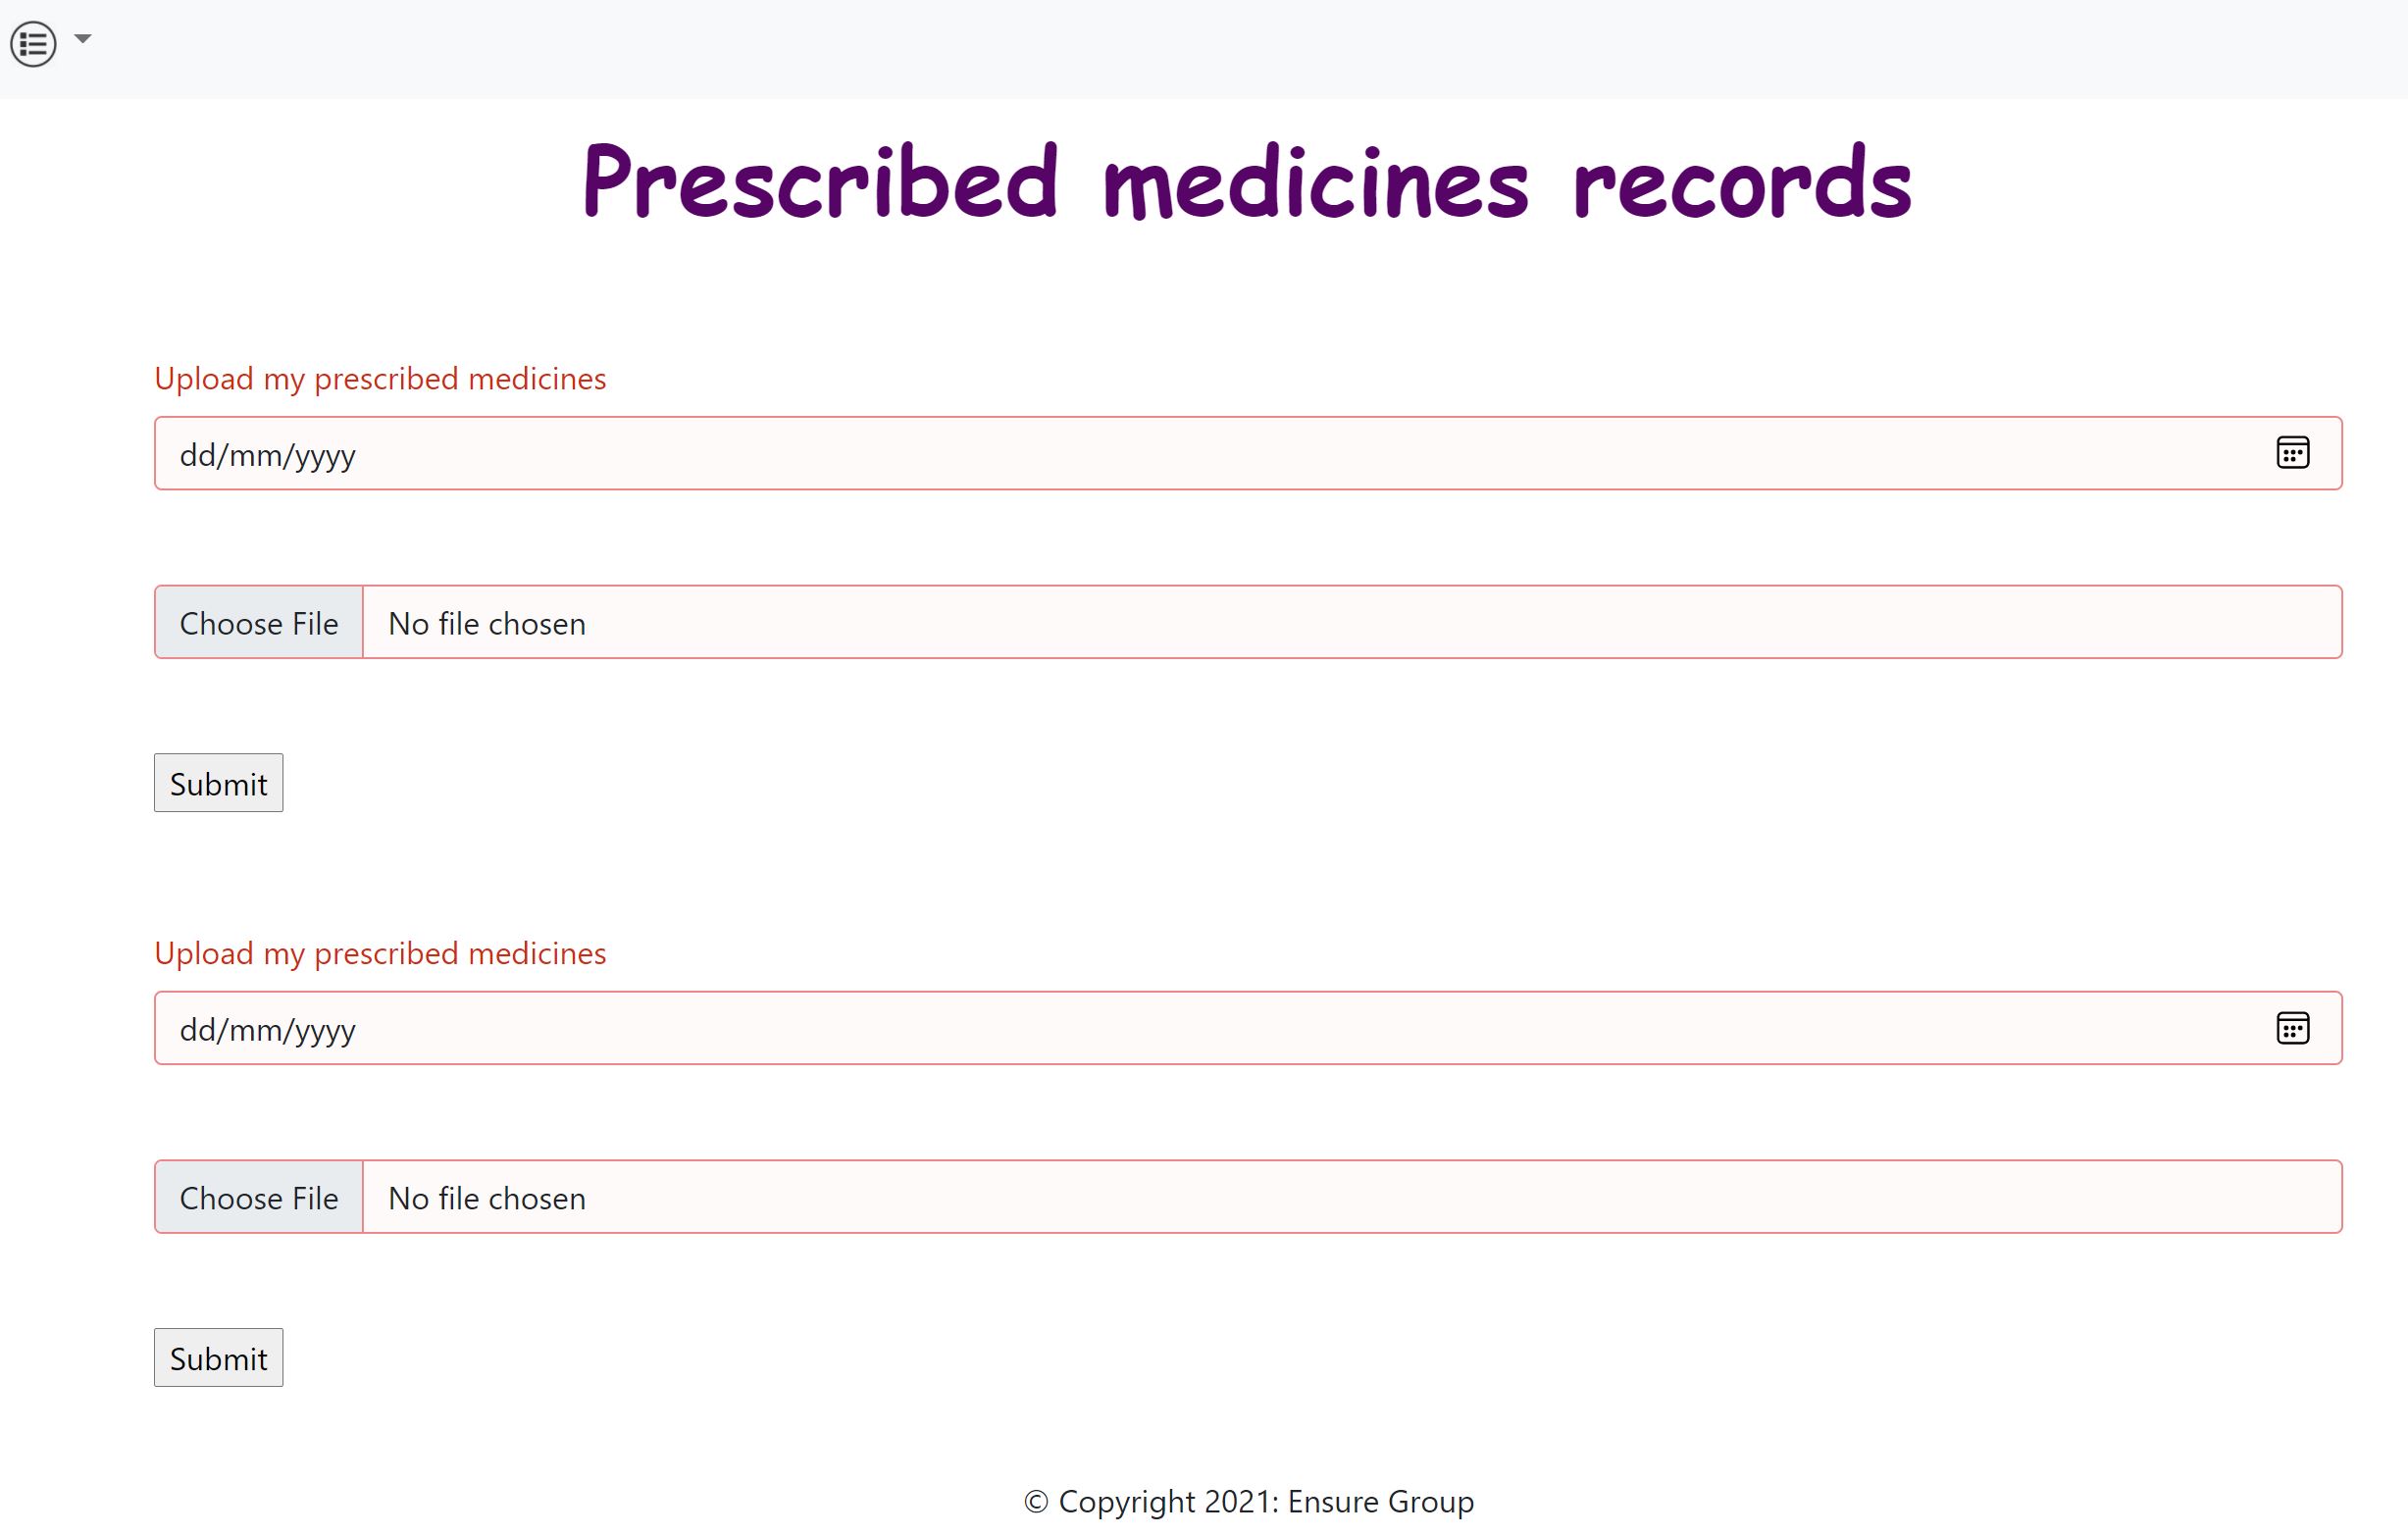 Prescribed medicines records
Upload my prescribed medicines
dd/mm/yyyy
Choose File No file chosen
Submit
Upload my prescribed medicines
dd/mm/yyyy
Choose File No file chosen
Submit
© Copyright 2021: Ensure Group